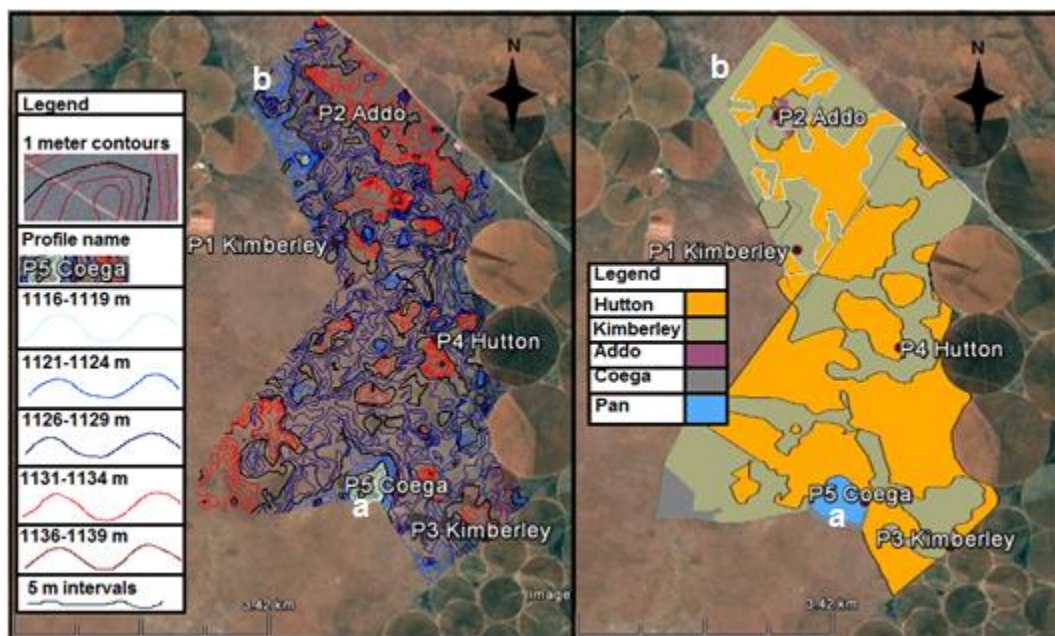 Legend
1 meter contours
Profile name
P5 Coega
1116-1119 m
1121-1124 m
1126-1129 m
1131-1134 m
1136-1139 m
5 m intervals
b
N
P2 Addo
P1 Kimberley
P4 Hutton
P5 Coega
a
P3 Kimberley
Image
3.42 km
b
N
P2 Addo
P1 Kimberley
Legend
Hutton
Kimberley
Addo
Coega
Pan
P4 Hutton
P5 Coega
a
P3 Kimberley
3.42 km